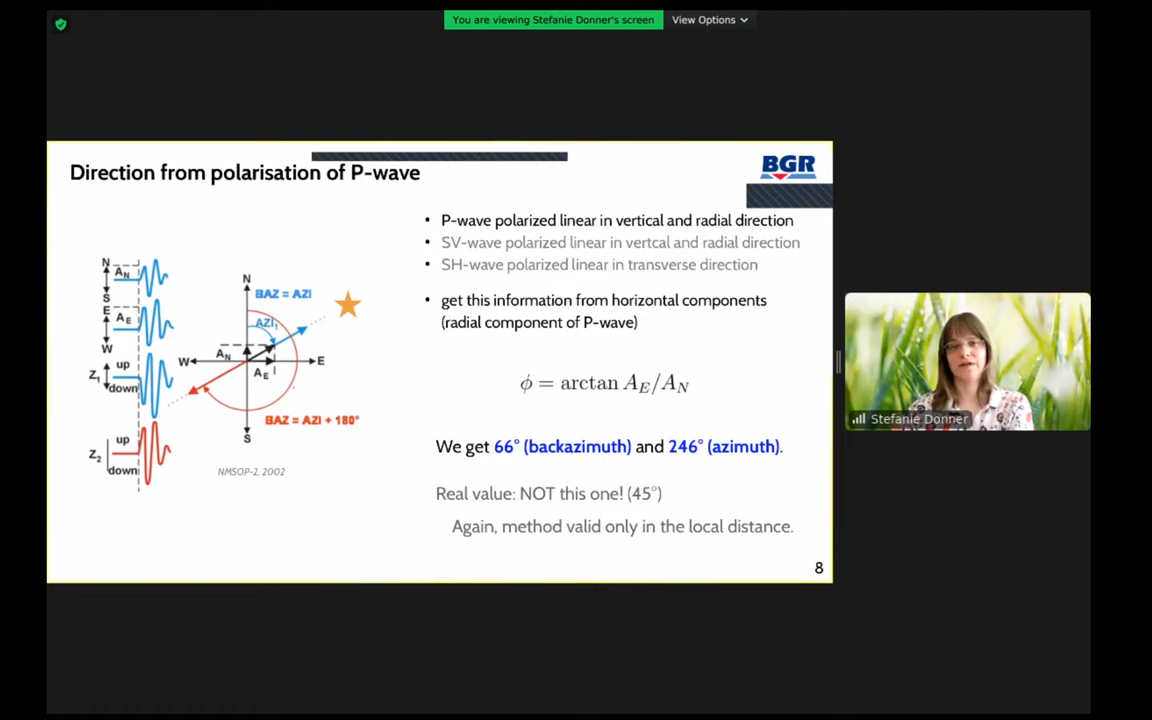 You are viewing Stefanie Donner's screen
View Options
Direction from polarisation of P-wave
BGR
• P-wave polarized linear in vertical and radial direction
• SV-wave polarized linear in vertcal and radial direction
• SH-wave polarized linear in transverse direction
• get this information from horizontal components
(radial component of P-wave)
ϕ = arctan A_E/A_N
We get 66° (backazimuth) and 246° (azimuth).
Real value: NOT this one! (45°)
Again, method valid only in the local distance.
N
A_N
S
E
A_E
W
up
Z_1
down
up
Z_2
down
N
BAZ = AZI
AZI_1
A_N
W
E
A_E
BAZ = AZI + 180°
S
NMSOP-2, 2002
8
Stefanie Donner